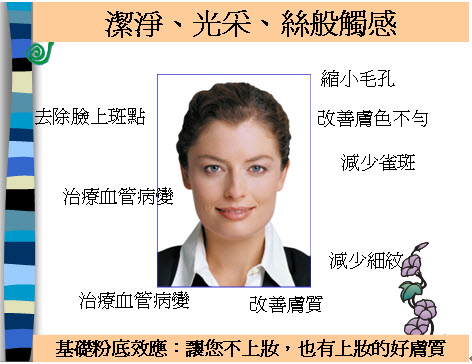 潔淨、光采、絲般觸感
縮小毛孔
去除臉上斑點
改善膚色不勻
減少雀斑
治療血管病變
減少細紋
治療血管病變
改善膚質
基礎粉底效應：讓您不上妝，也有上妝的好膚質